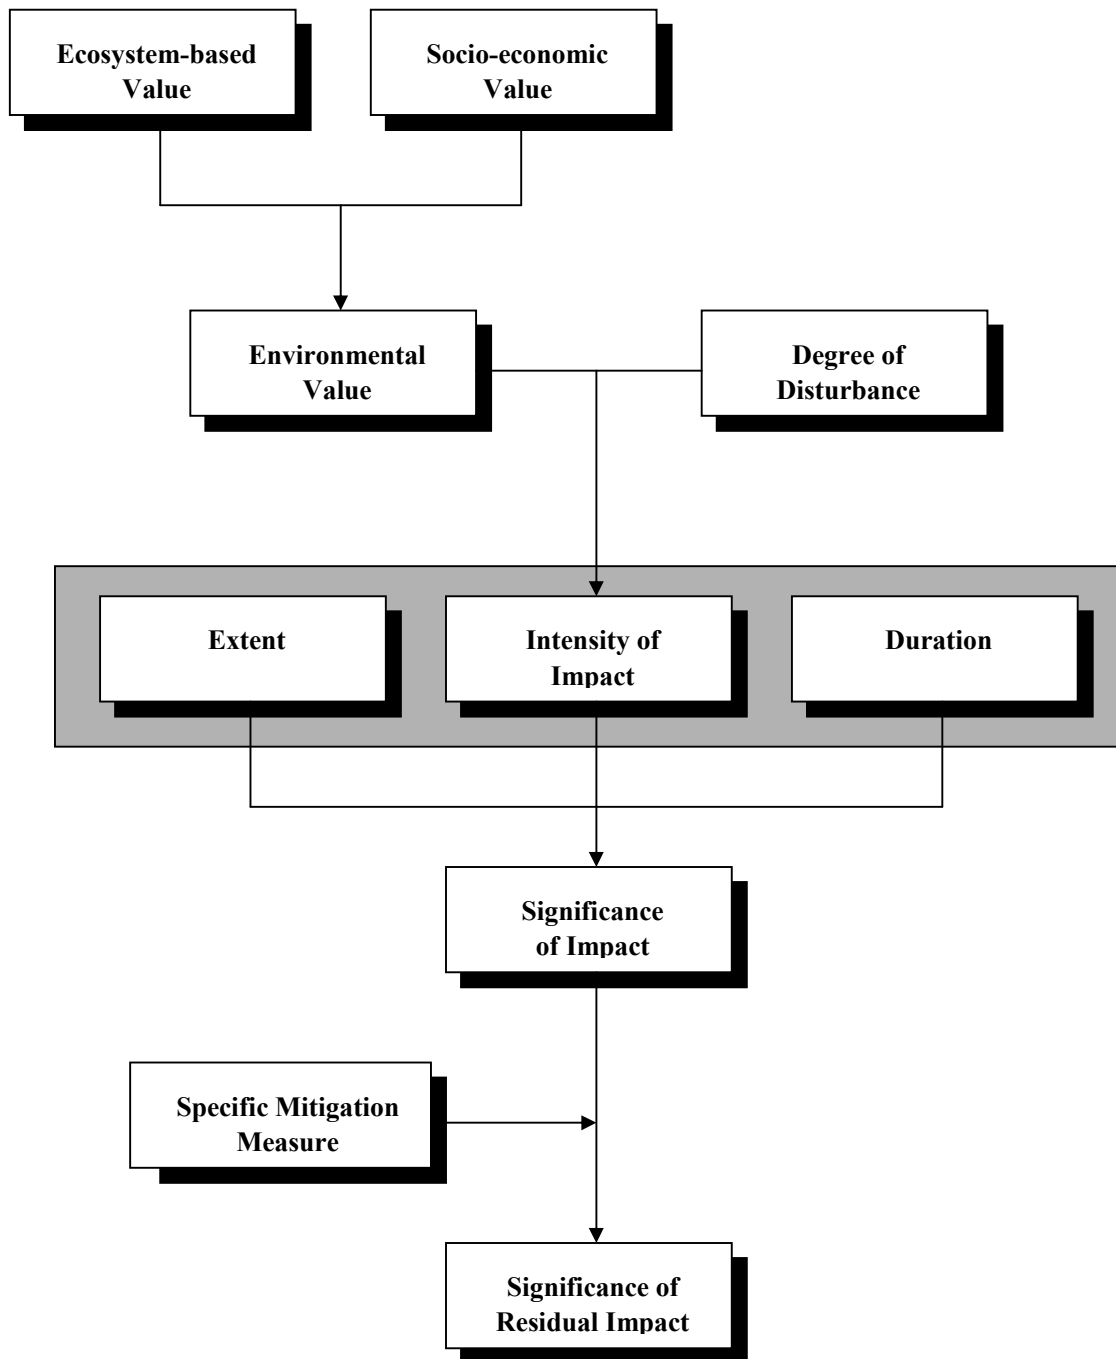 Ecosystem-based
Value
Socio-economic
Value
Environmental
Value
Degree of
Disturbance
Extent
Intensity of
Impact
Duration
Significance
of Impact
Specific Mitigation
Measure
Significance of
Residual Impact